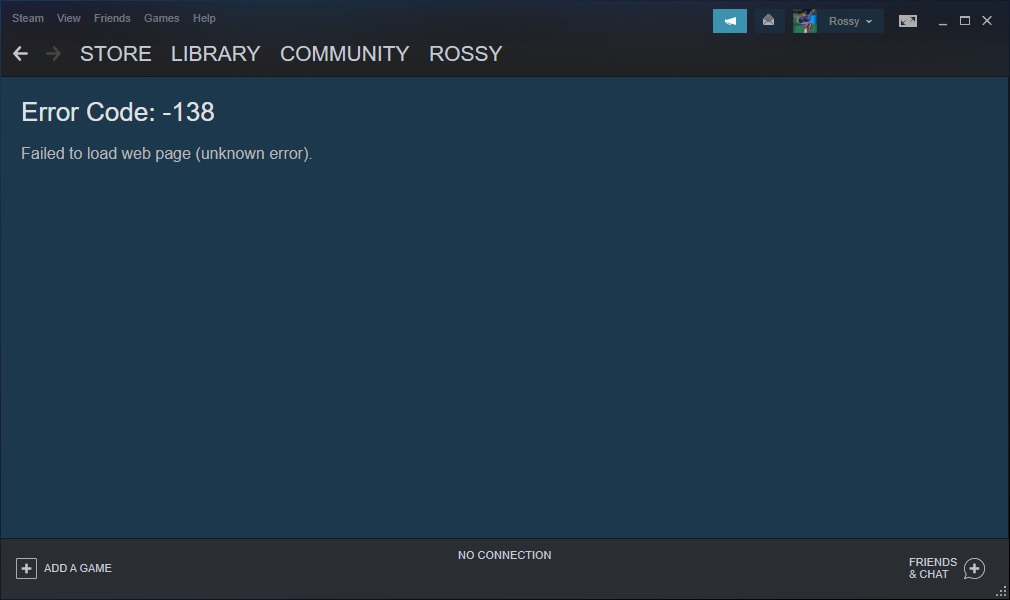 Steam View Friends Games Help
Rossy
STORE LIBRARY COMMUNITY ROSSY
Error Code: -138
Failed to load web page (unknown error).
NO CONNECTION
ADD A GAME
FRIENDS
& CHAT